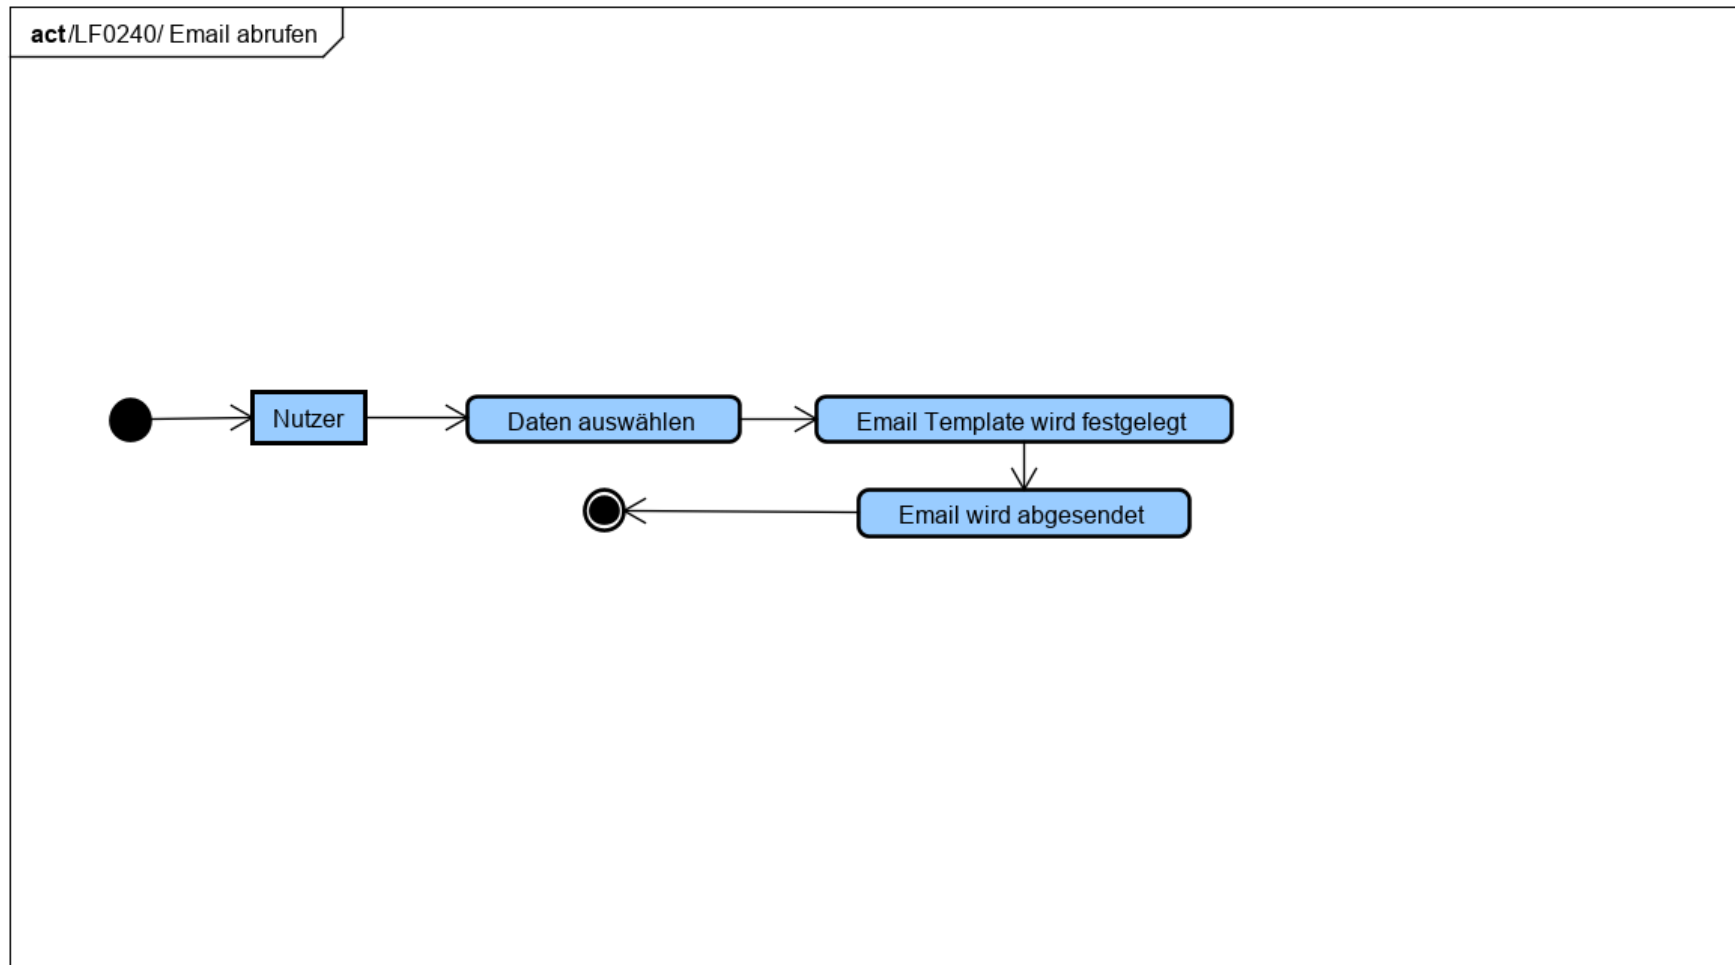 act/LF0240/ Email abrufen
Nutzer
Daten auswählen
Email Template wird festgelegt
Email wird abgesendet